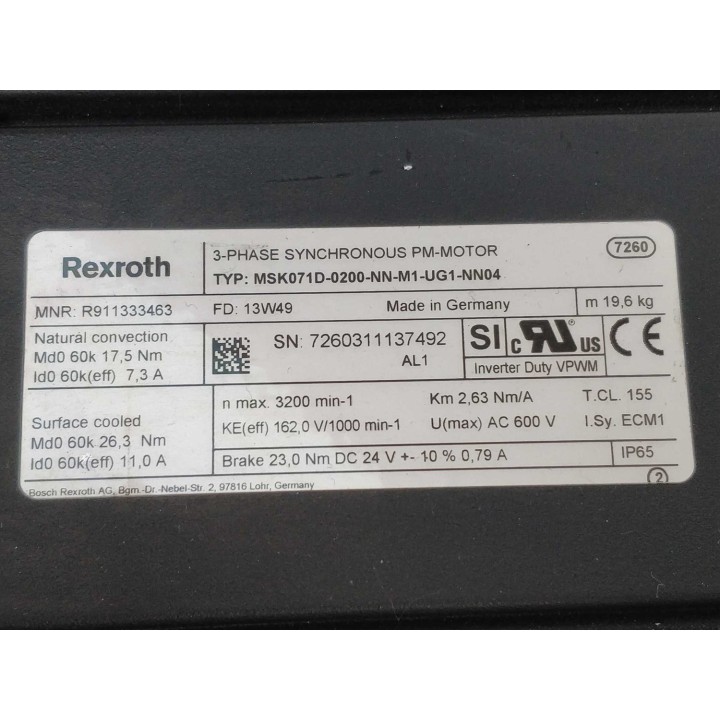 Rexroth
3-PHASE SYNCHRONOUS PM-MOTOR
7260
TYP: MSK071D-0200-NN-M1-UG1-NN04
MNR: R911333463
FD: 13W49
Made in Germany
m 19,6 kg
Natural convection
Md0 60k 17,5 Nm
Id0 60k(eff) 7,3 A
SN: 7260311137492
AL1
SI
c RU US
CE
Inverter Duty VPWM
Surface cooled
Md0 60k 26,3 Nm
Id0 60k(eff) 11,0 A
n max. 3200 min-1
Km 2,63 Nm/A
T.CL. 155
KE(eff) 162,0 V/1000 min-1
U(max) AC 600 V
I.Sy. ECM1
Brake 23,0 Nm DC 24 V +- 10 % 0,79 A
IP65
Bosch Rexroth AG, Bgm.-Dr.-Nebel-Str. 2, 97816 Lohr, Germany
2